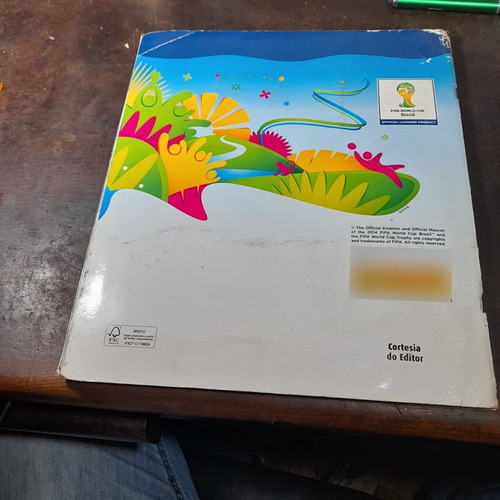 FIFA WORLD CUP
Brasil
OFFICIAL LICENSED PRODUCT
© The Official Emblem and Official Mascot
of the 2014 FIFA World Cup Brazil™ and
the FIFA World Cup Trophy are copyrights
and trademarks of FIFA. All rights reserved.
MISTO
FSC
FSC® C118624
Cortesia
do Editor